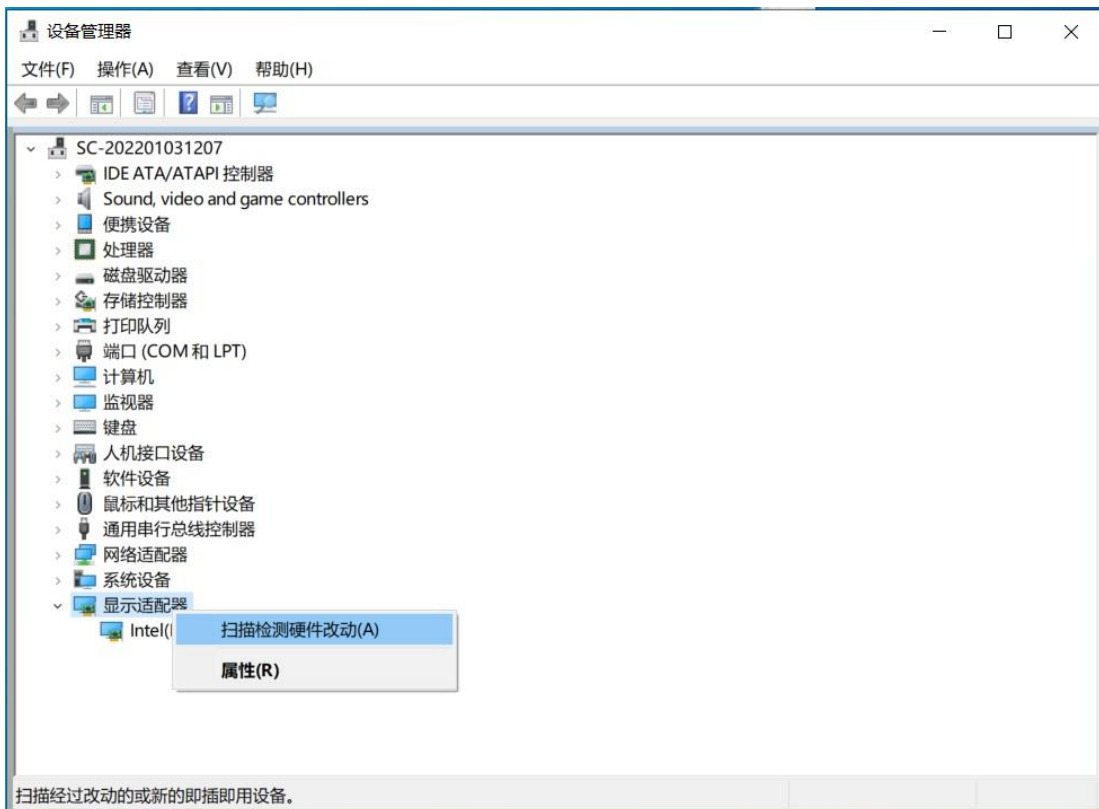 设备管理器
文件(F) 操作(A) 查看(V) 帮助(H)
SC-202201031207
IDE ATA/ATAPI 控制器
Sound, video and game controllers
便携设备
处理器
磁盘驱动器
存储控制器
打印队列
端口 (COM 和 LPT)
计算机
监视器
键盘
人机接口设备
软件设备
鼠标和其他指针设备
通用串行总线控制器
网络适配器
系统设备
显示适配器
Intel(
扫描检测硬件改动(A)
属性(R)
扫描经过改动的或新的即插即用设备。